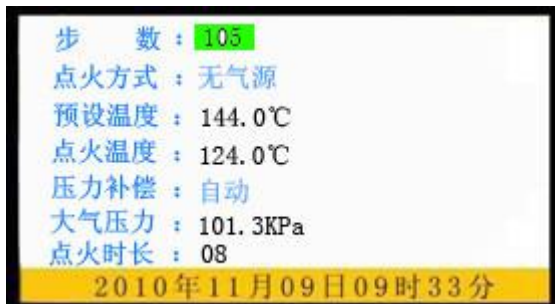 步 数：105
点火方式：无气源
预设温度：144.0℃
点火温度：124.0℃
压力补偿：自动
大气压力：101.3KPa
点火时长：08
2010年11月09日09时33分